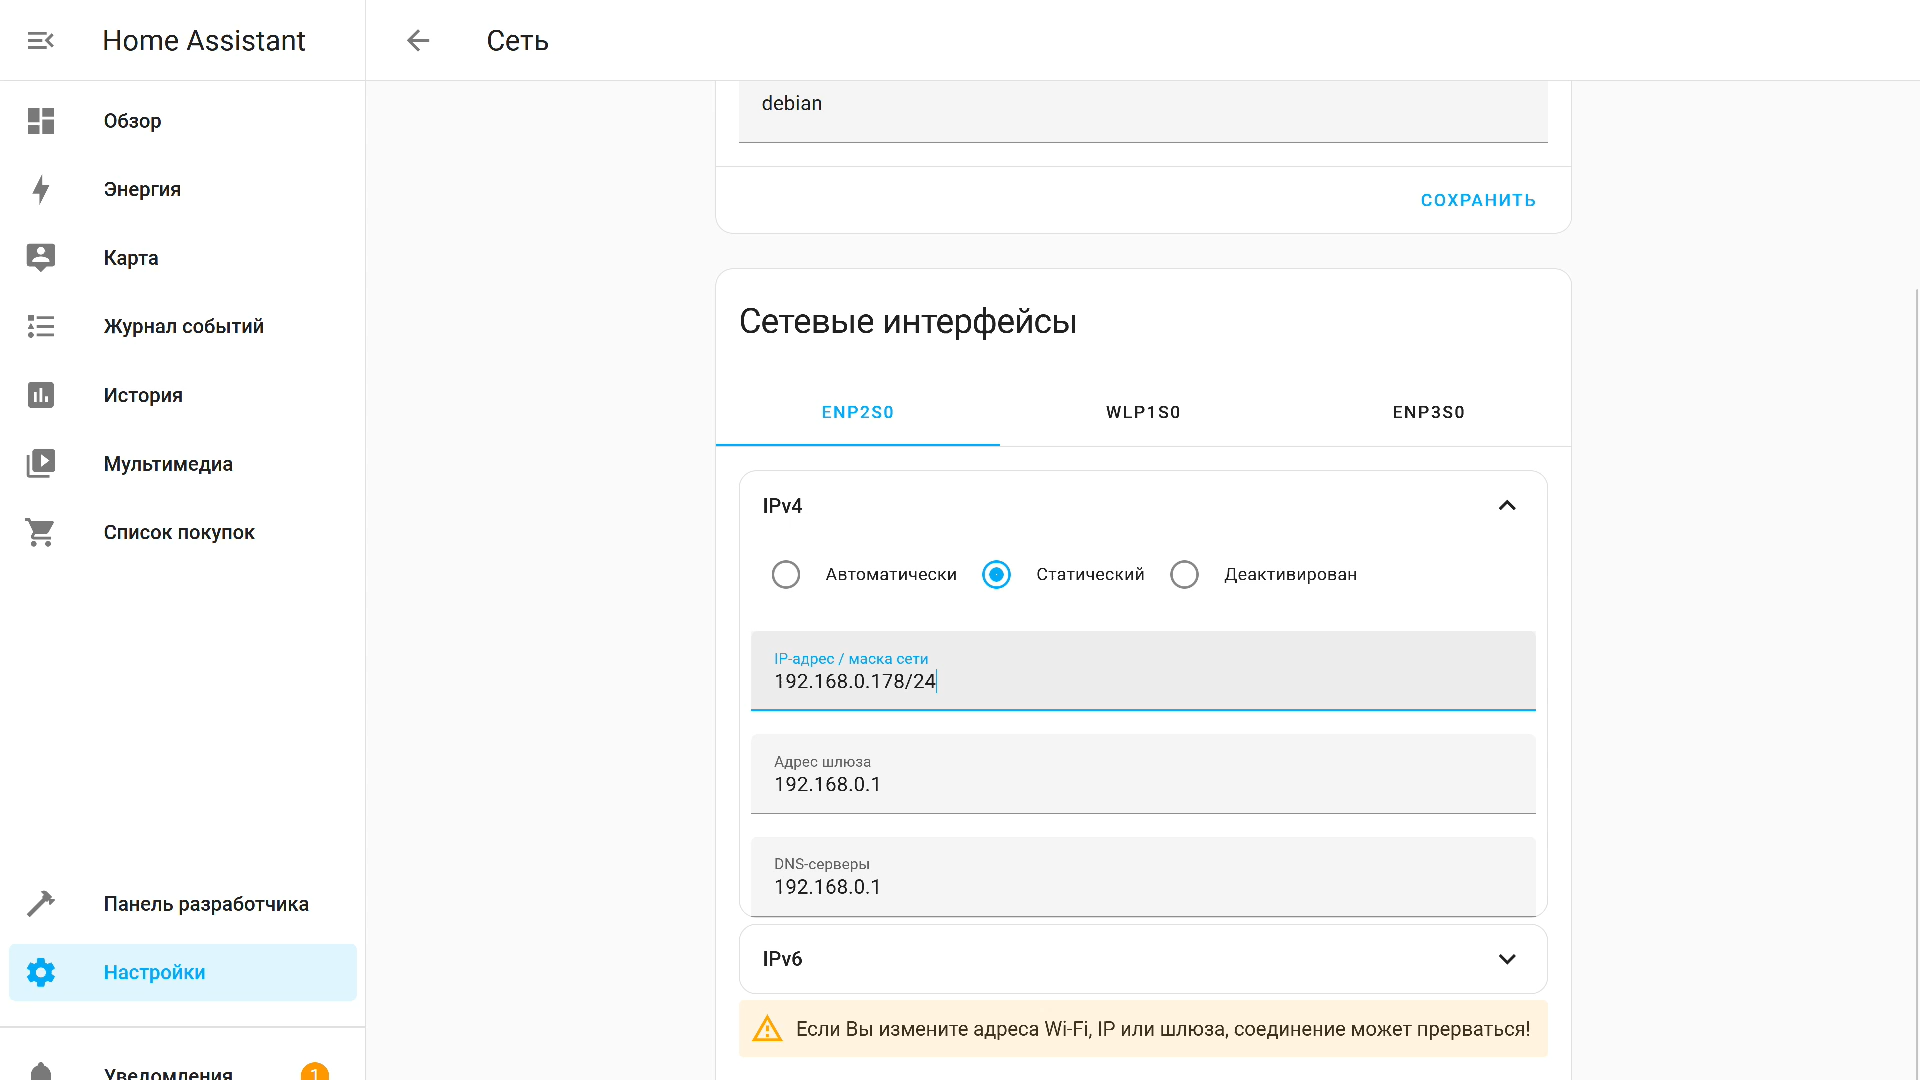 Home Assistant
Сеть
Обзор
Энергия
Карта
Журнал событий
История
Мультимедиа
Список покупок
Панель разработчика
Настройки
Уведомления
1
debian
СОХРАНИТЬ
Сетевые интерфейсы
ENP2S0
WLP1S0
ENP3S0
IPv4
Автоматически
Статический
Деактивирован
IP-адрес / маска сети
192.168.0.178/24
Адрес шлюза
192.168.0.1
DNS-серверы
192.168.0.1
IPv6
Если Вы измените адреса Wi-Fi, IP или шлюза, соединение может прерваться!